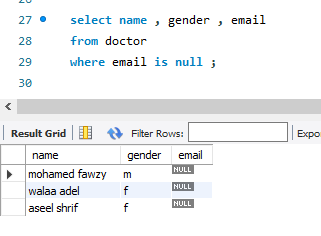 26
27 select name , gender , email
28 from doctor
29 where email is null ;
30
Result Grid Filter Rows:
name gender email
mohamed fawzy m NULL
walaa adel f NULL
aseel shrif f NULL